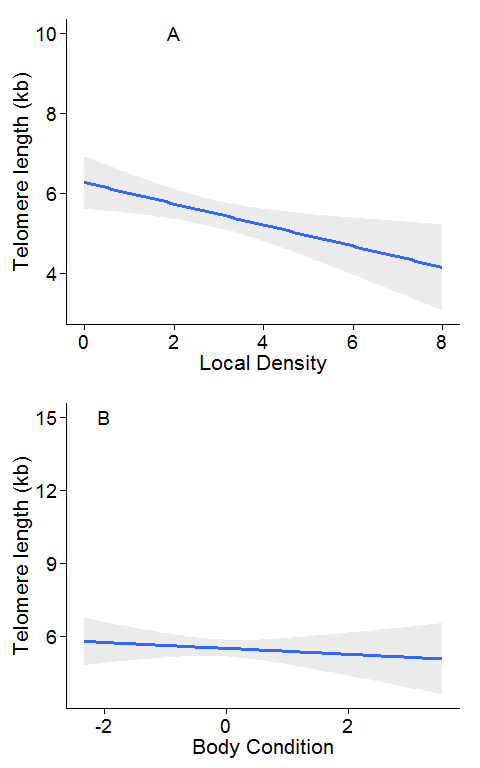 A
Telomere length (kb)
10
8
6
4
0 2 4 6 8
Local Density
B
Telomere length (kb)
15
12
9
6
-2 0 2
Body Condition